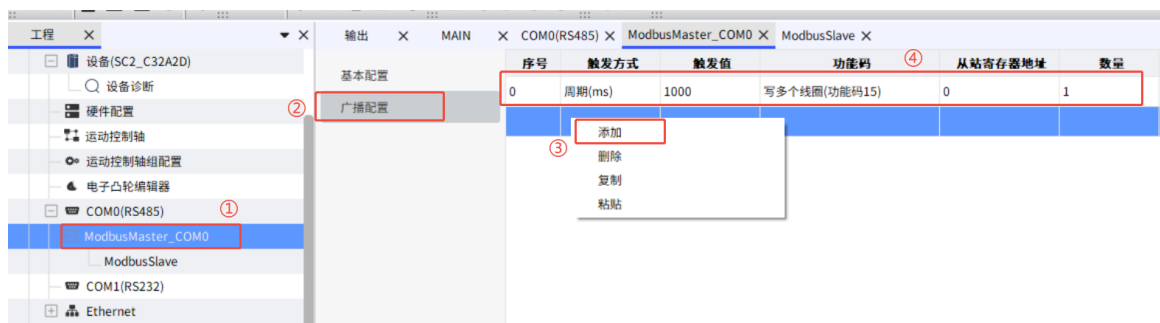 工程
输出 MAIN COM0(RS485) ModbusMaster_COM0 ModbusSlave
设备(SC2_C32A2D)
设备诊断
硬件配置
运动控制轴
运动控制轴组配置
电子凸轮编辑器
① COM0(RS485)
ModbusMaster_COM0
ModbusSlave
COM1(RS232)
Ethernet
基本配置
② 广播配置
④
序号 触发方式 触发值 功能码 从站寄存器地址 数量
0 周期(ms) 1000 写多个线圈(功能码15) 0 1
③ 添加
删除
复制
粘贴